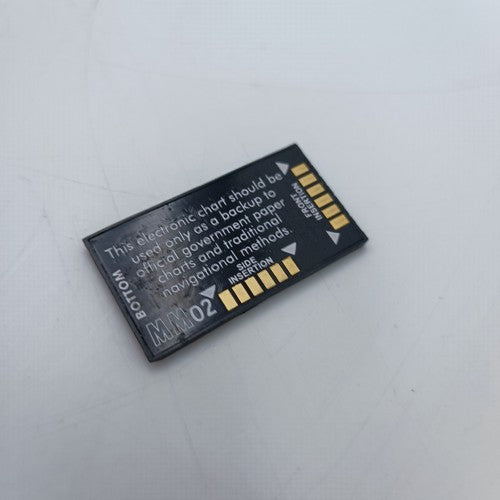 This electronic chart should be
used only as a backup to
official government paper
charts and traditional
navigational methods.
FRONT
INSERTION
SIDE
INSERTION
BOTTOM
MM02